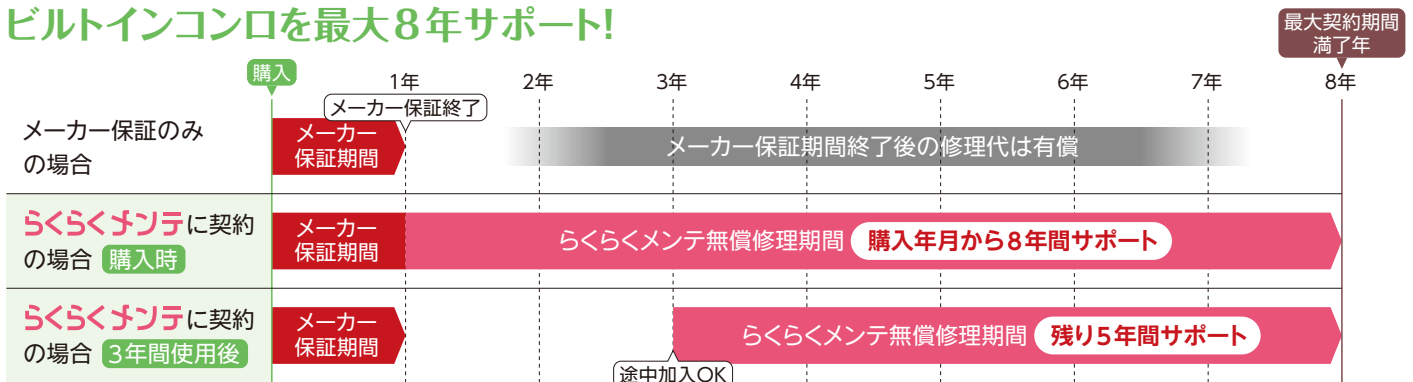 ビルトインコンロを最大8年サポート!
最大契約期間
満了年
購入
1年
2年
3年
4年
5年
6年
7年
8年
メーカー保証終了
メーカー保証のみ
の場合
メーカー
保証期間
メーカー保証期間終了後の修理代は有償
らくらくメンテに契約
の場合 購入時
メーカー
保証期間
らくらくメンテ無償修理期間 購入年月から8年間サポート
らくらくメンテに契約
の場合 3年間使用後
メーカー
保証期間
らくらくメンテ無償修理期間 残り5年間サポート
途中加入OK